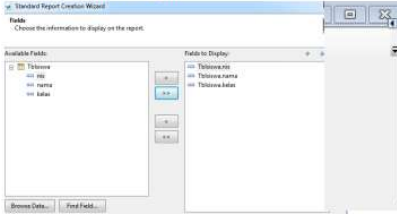 Standard Report Creation Wizard
Fields
Choose the information to display on the report.
Available Fields:
Tblsiswa
nis
nama
kelas
>
>>
<
<<
Fields to Display:
Tblsiswa.nis
Tblsiswa.nama
Tblsiswa.kelas
Browse Data...
Find Field...